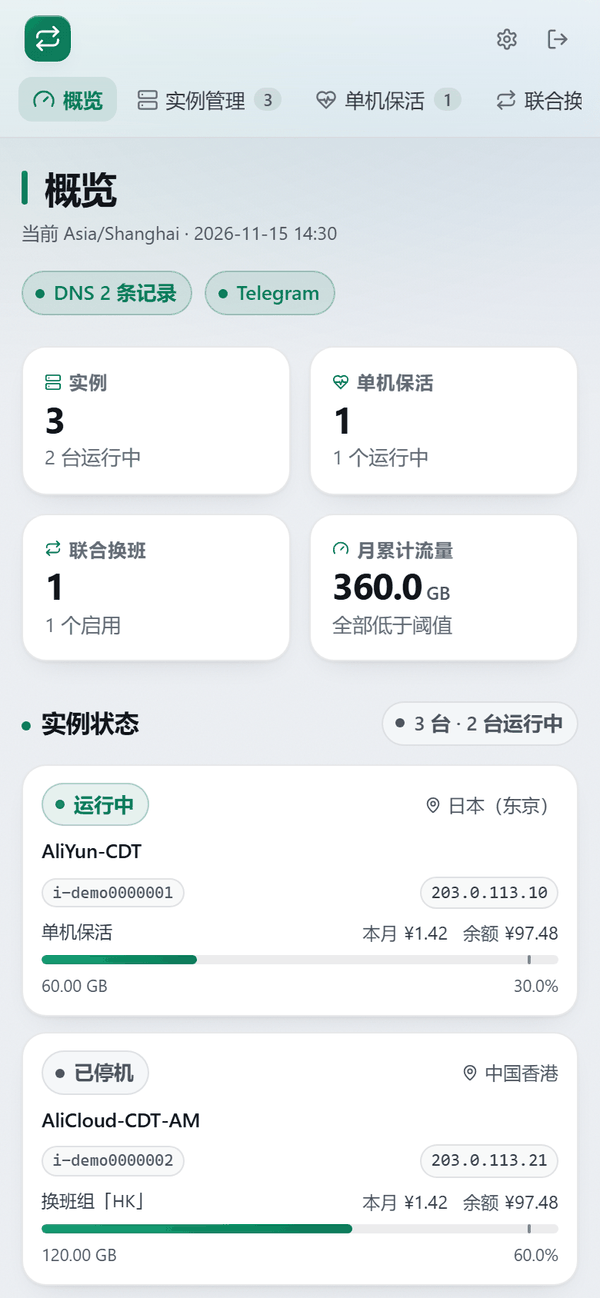 概览 实例管理 3 单机保活 1 联合换
概览
当前 Asia/Shanghai · 2026-11-15 14:30
DNS 2 条记录 Telegram
实例 单机保活
3 1
2 台运行中 1 个运行中
联合换班 月累计流量
1 360.0 GB
1 个启用 全部低于阈值
实例状态 3 台 · 2 台运行中
运行中 日本（东京）
AliYun-CDT
i-demo0000001 203.0.113.10
单机保活 本月 ¥1.42 余额 ¥97.48
60.00 GB 30.0%
已停机 中国香港
AliCloud-CDT-AM
i-demo0000002 203.0.113.21
换班组「HK」 本月 ¥1.42 余额 ¥97.48
120.00 GB 60.0%